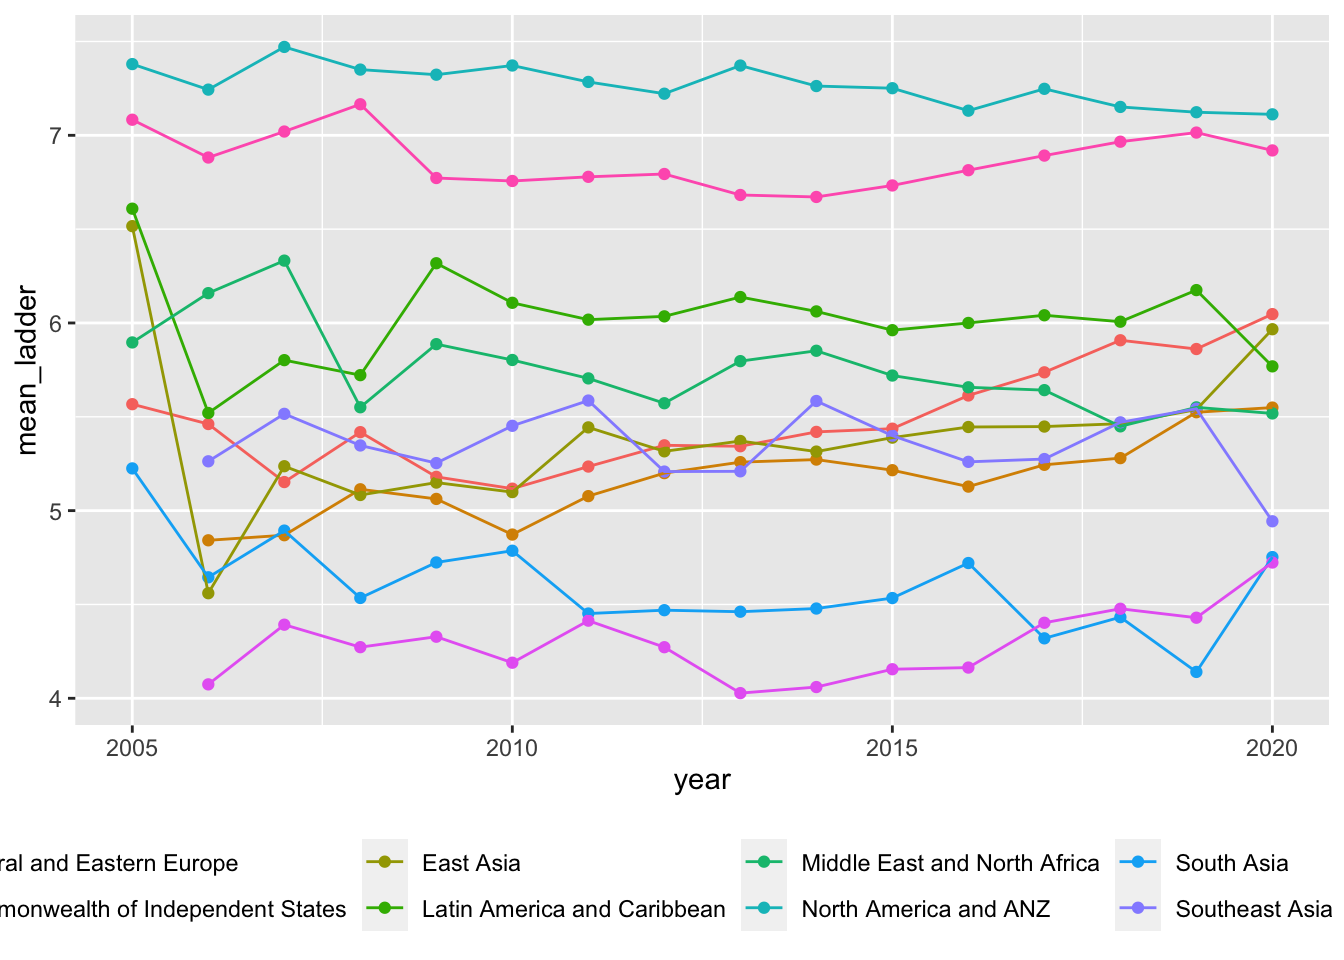 7
6
5
4
mean_ladder
2005 2010 2015 2020
year
ral and Eastern Europe East Asia Middle East and North Africa South Asia
monwealth of Independent States Latin America and Caribbean North America and ANZ Southeast Asia